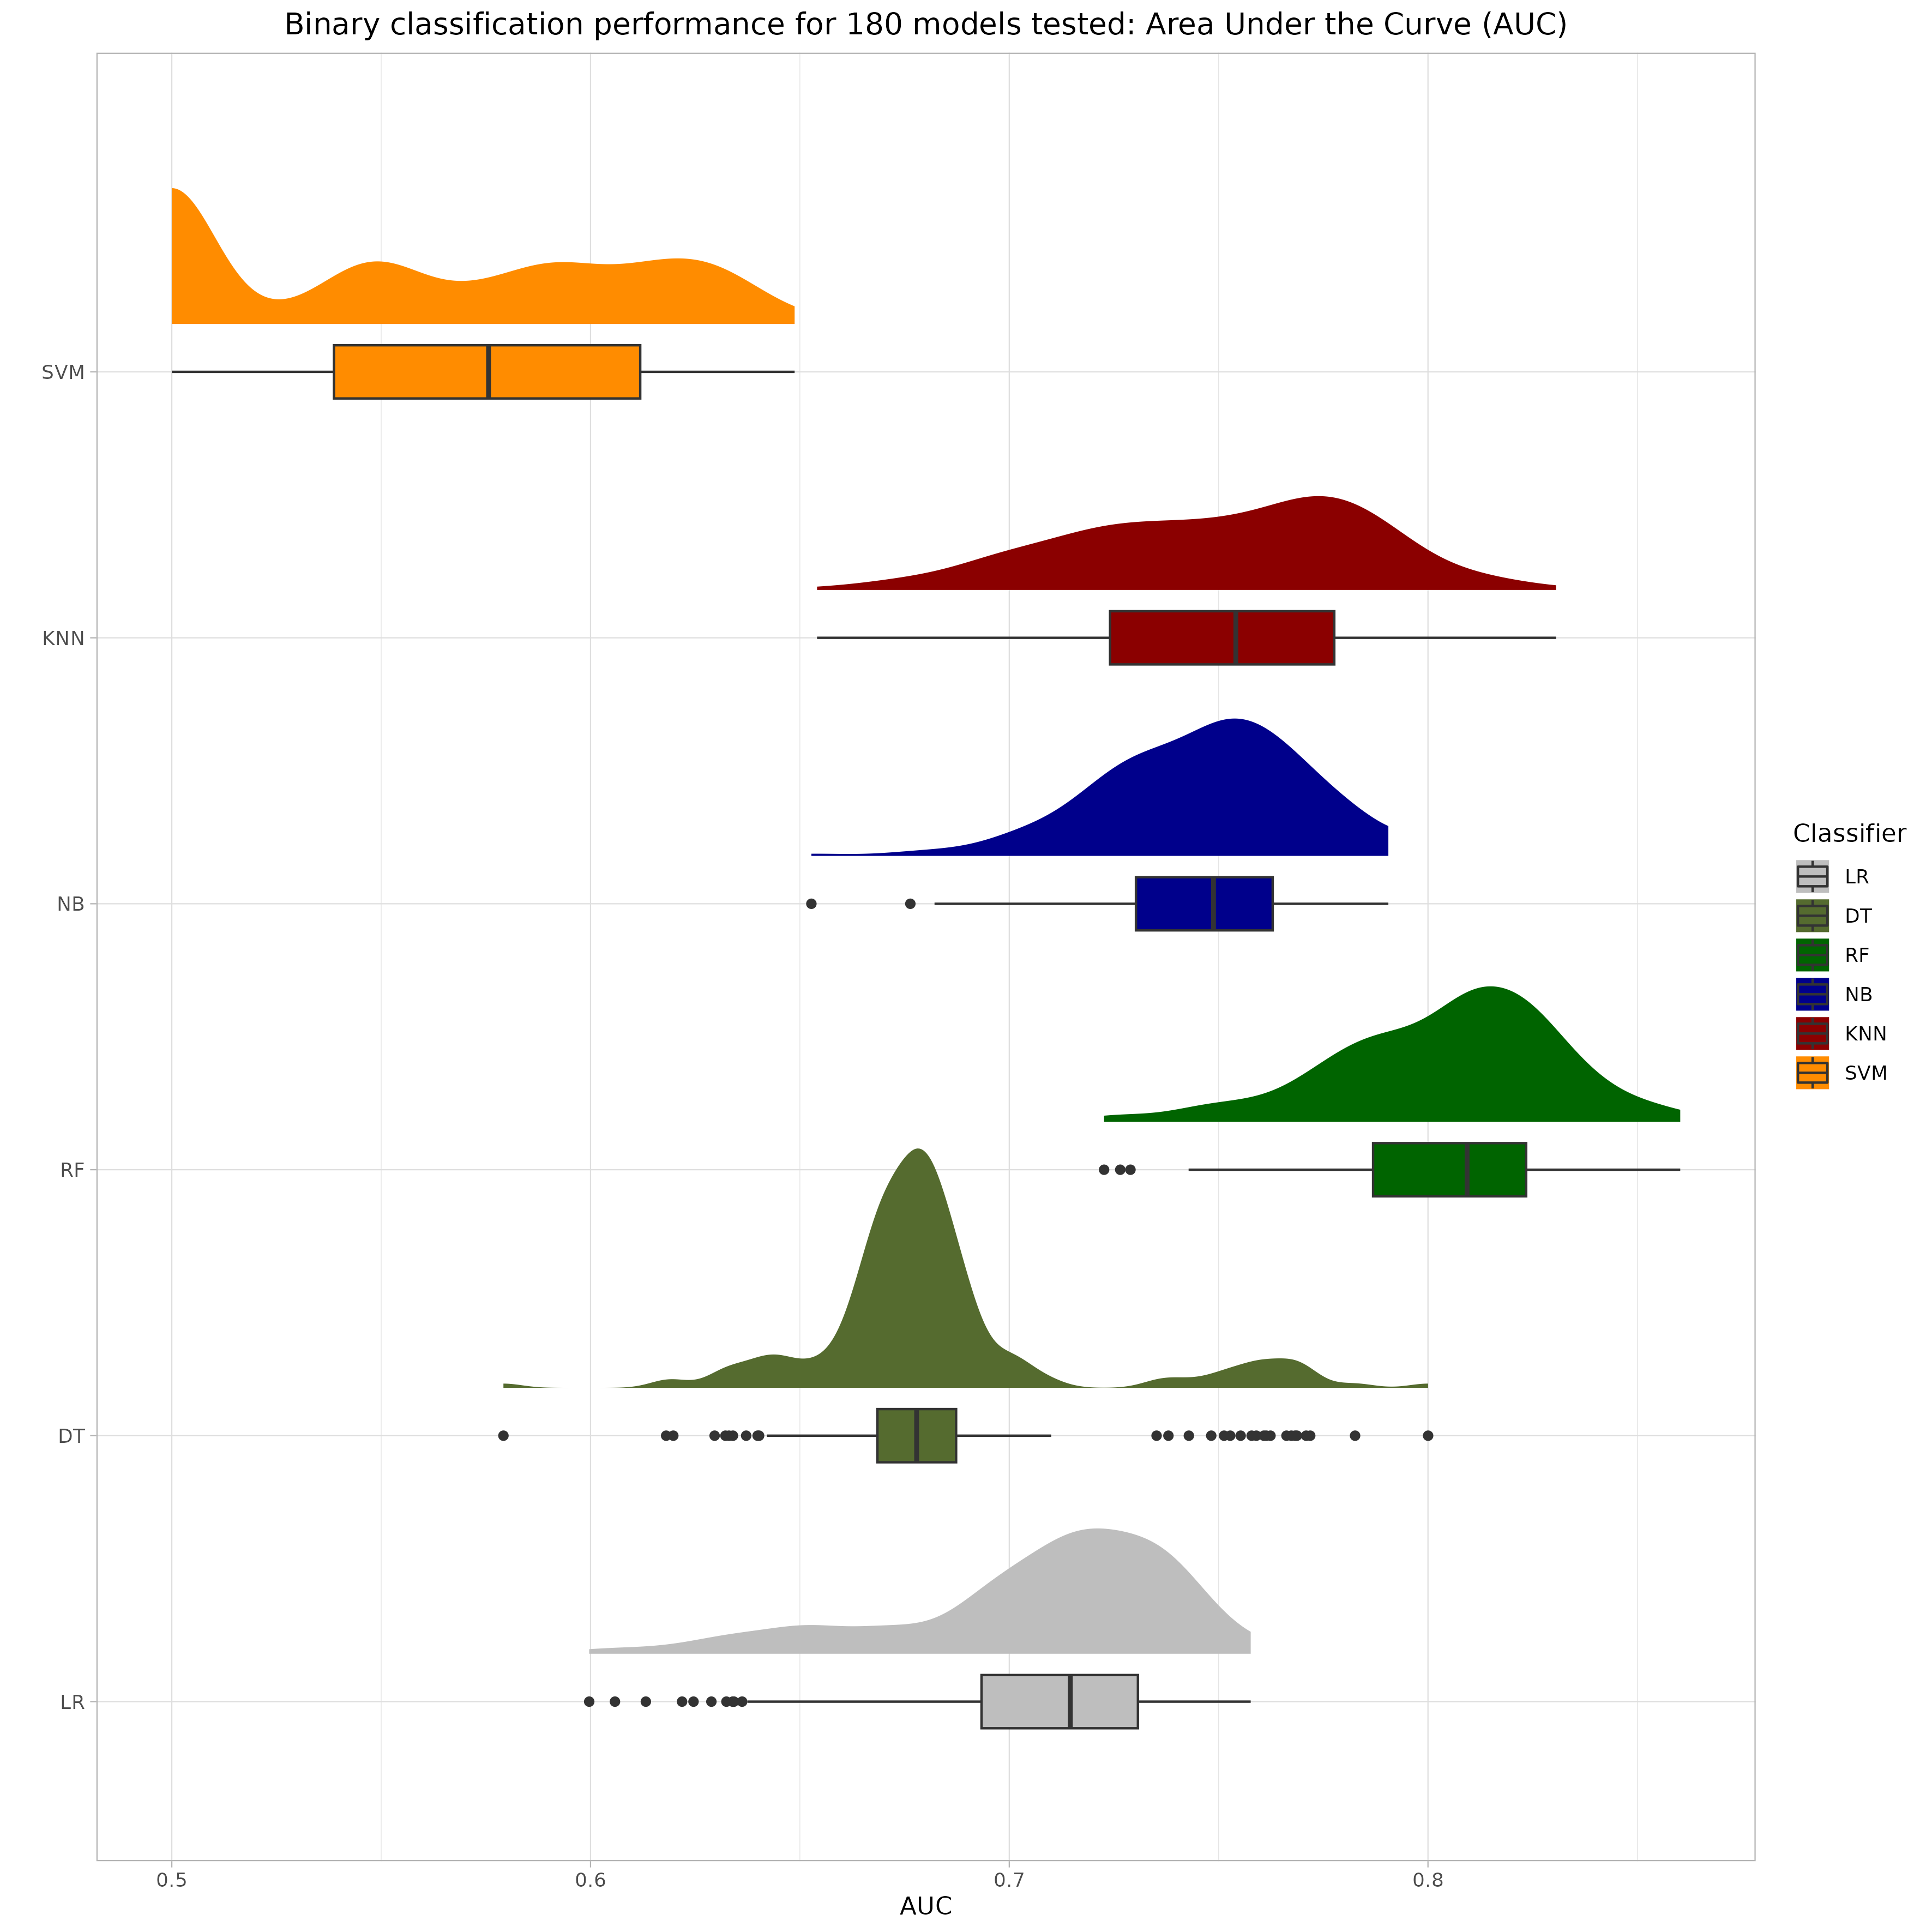 Binary classification performance for 180 models tested: Area Under the Curve (AUC)
SVM
KNN
NB
RF
DT
LR
0.5
0.6
0.7
0.8
AUC
Classifier
LR
DT
RF
NB
KNN
SVM